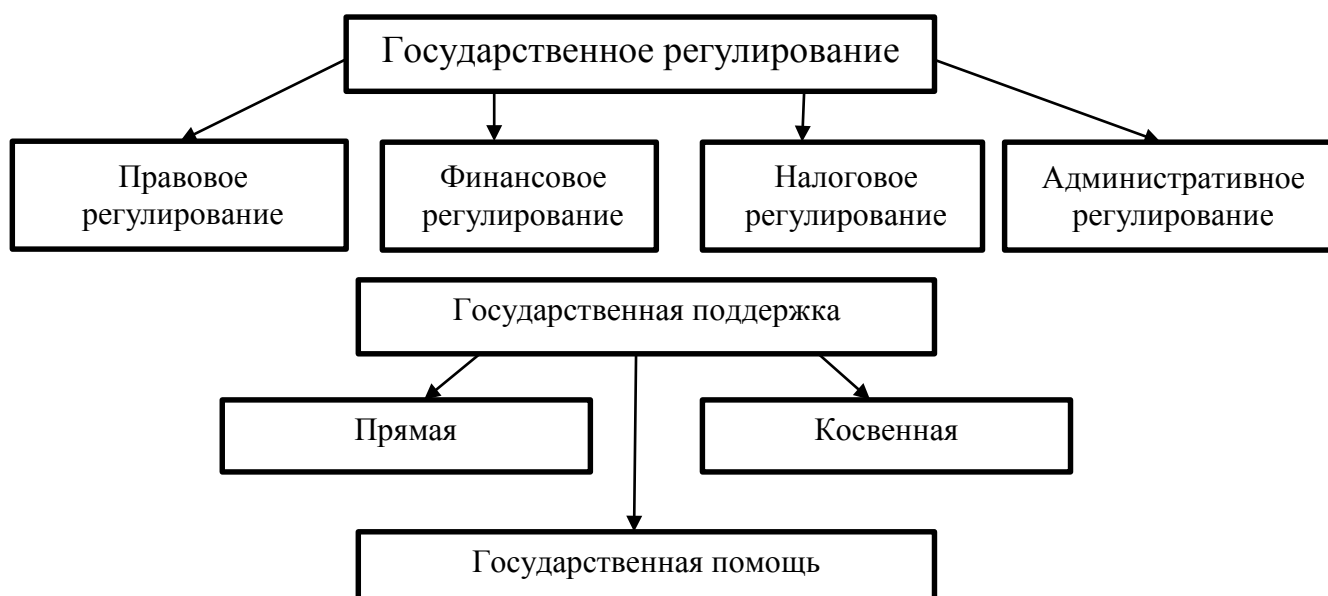 Государственное регулирование
Правовое
регулирование
Финансовое
регулирование
Налоговое
регулирование
Административное
регулирование
Государственная поддержка
Прямая
Косвенная
Государственная помощь